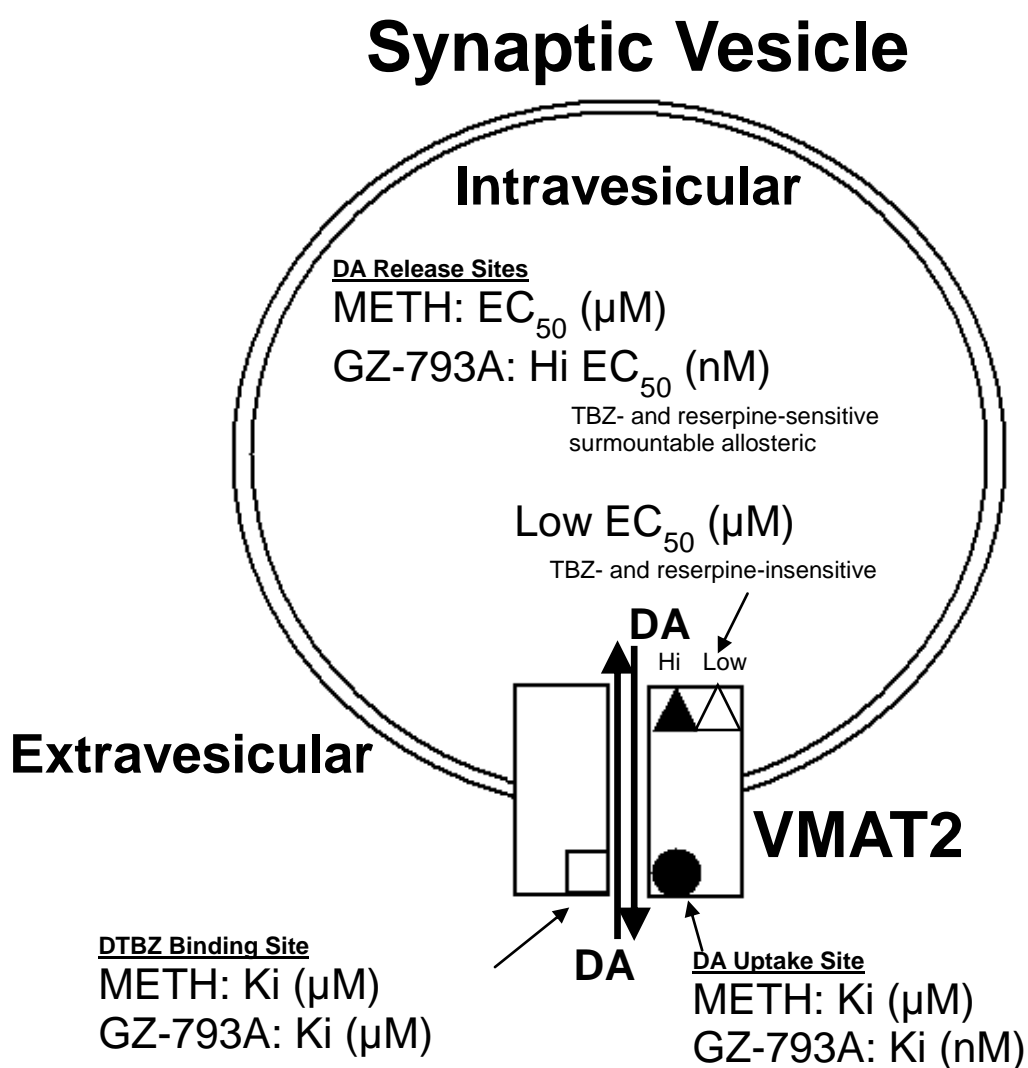 Synaptic Vesicle
Intravesicular
DA Release Sites
METH: EC50 (µM)
GZ-793A: Hi EC50 (nM)
TBZ- and reserpine-sensitive
surmountable allosteric
Low EC50 (µM)
TBZ- and reserpine-insensitive
DA
Hi Low
Extravesicular
VMAT2
DTBZ Binding Site
METH: Ki (µM)
GZ-793A: Ki (µM)
DA
DA Uptake Site
METH: Ki (µM)
GZ-793A: Ki (nM)